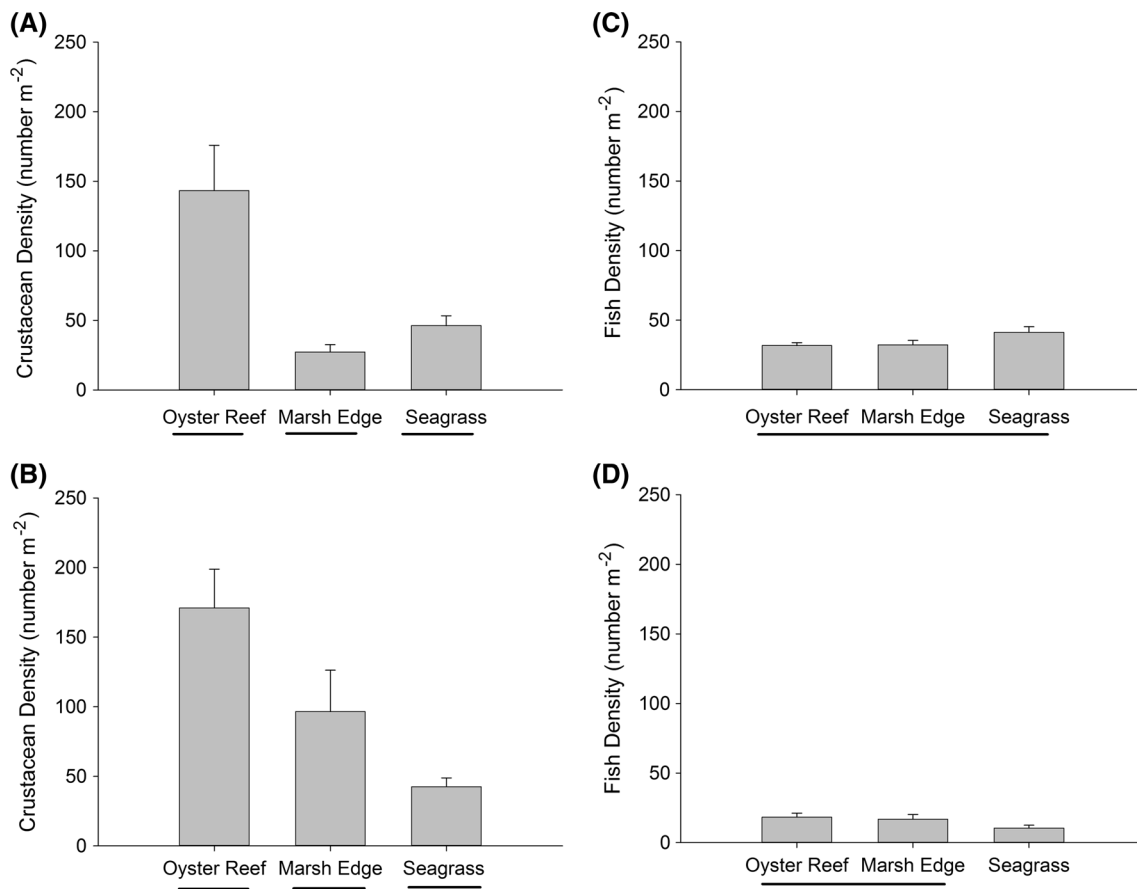 (A)
Crustacean Density (number m⁻²)
250
200
150
100
50
0
Oyster Reef Marsh Edge Seagrass
(B)
Crustacean Density (number m⁻²)
250
200
150
100
50
0
Oyster Reef Marsh Edge Seagrass
(C)
Fish Density (number m⁻²)
250
200
150
100
50
0
Oyster Reef Marsh Edge Seagrass
(D)
Fish Density (number m⁻²)
250
200
150
100
50
0
Oyster Reef Marsh Edge Seagrass